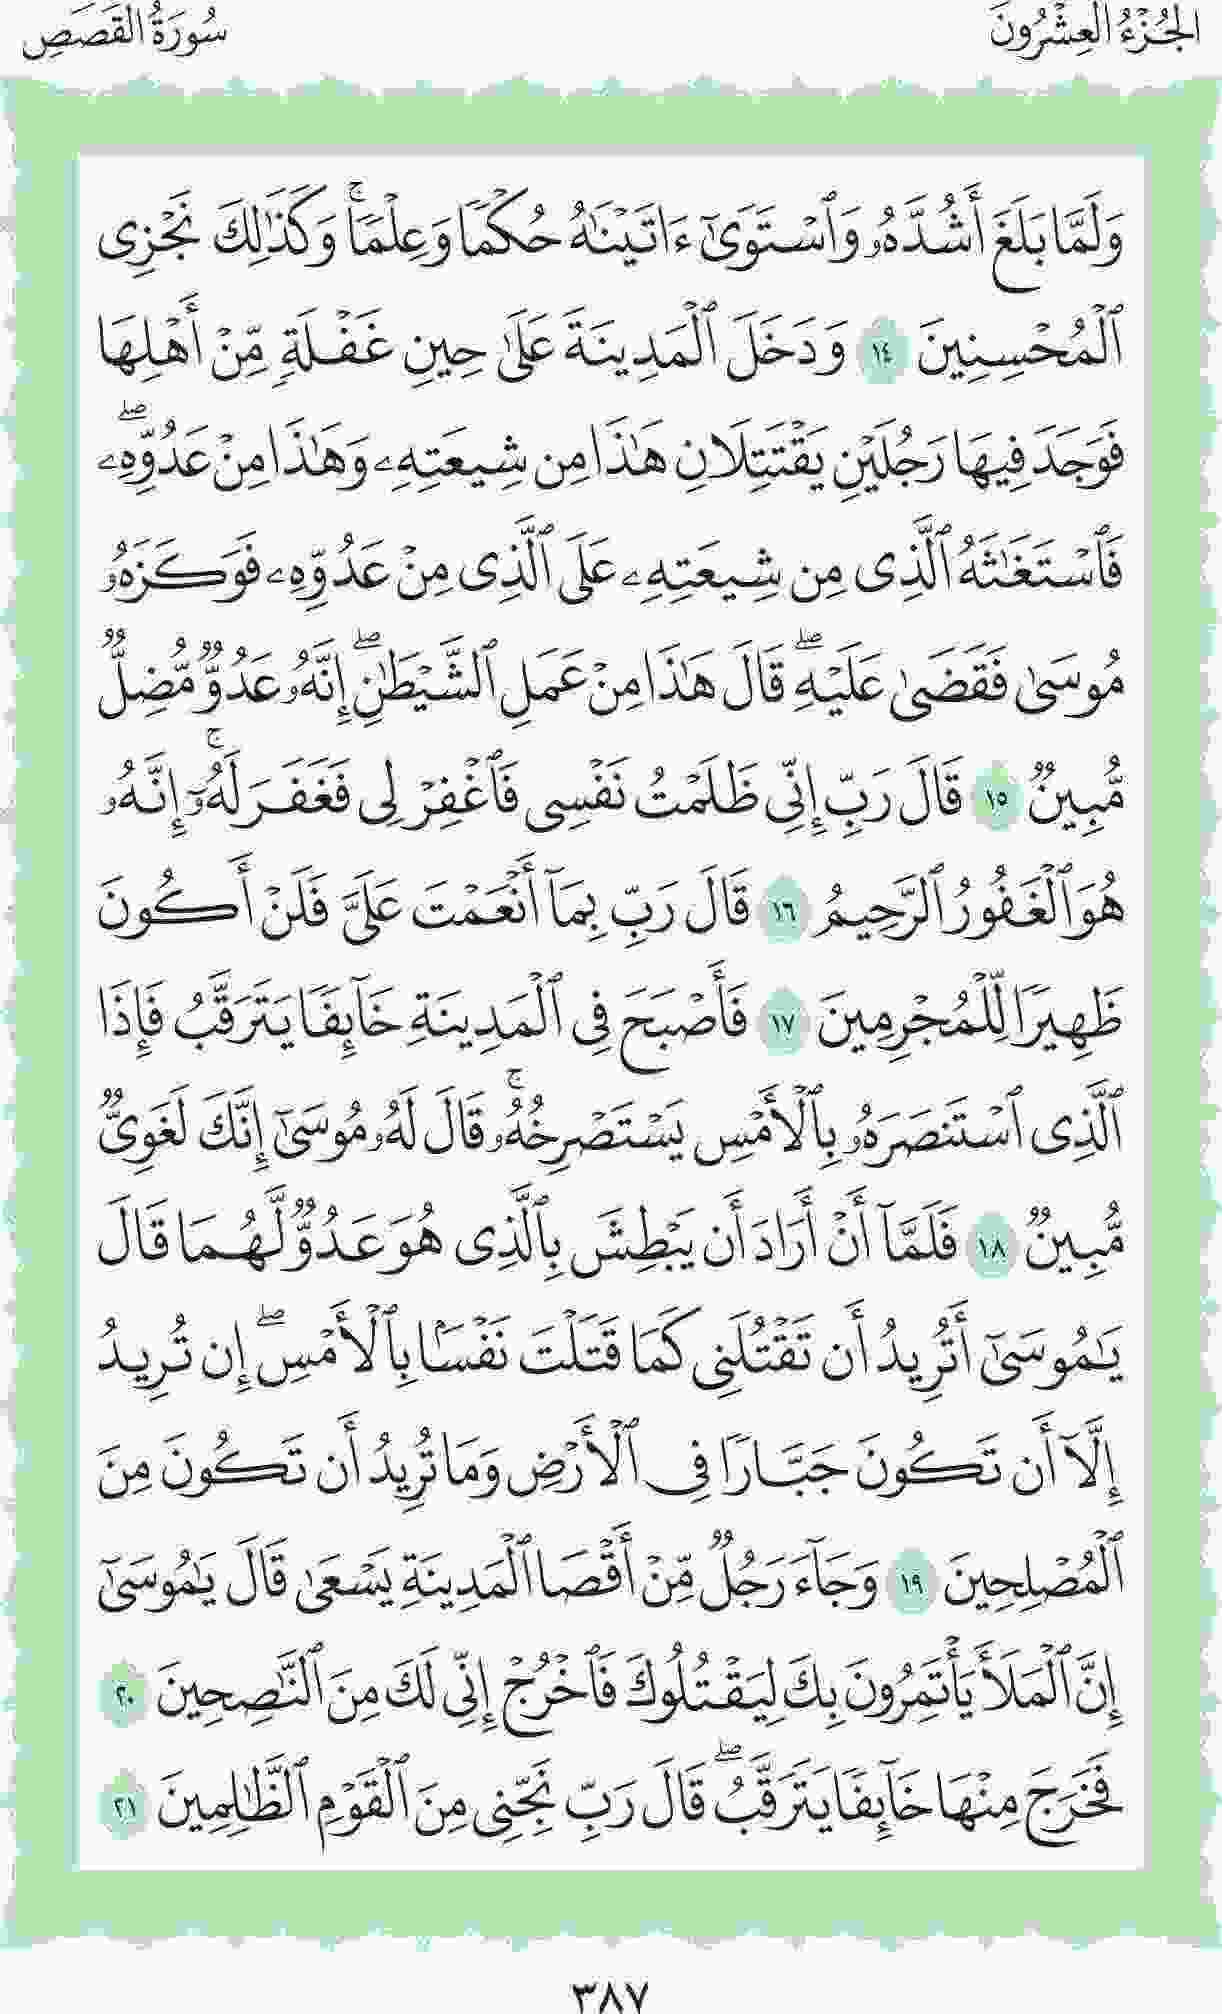 الجُزْءُ العِشْرُونَ
سُورَةُ القَصَصِ
وَلَمَّا بَلَغَ أَشُدَّهُۥ وَٱسْتَوَىٰٓ ءَاتَيْنَٰهُ حُكْمًا وَعِلْمًاۚ وَكَذَٰلِكَ نَجْزِى
ٱلْمُحْسِنِينَ ١٤ وَدَخَلَ ٱلْمَدِينَةَ عَلَىٰ حِينِ غَفْلَةٍ مِّنْ أَهْلِهَا
فَوَجَدَ فِيهَا رَجُلَيْنِ يَقْتَتِلَانِ هَٰذَا مِن شِيعَتِهِۦ وَهَٰذَا مِنْ عَدُوِّهِۦۖ
فَٱسْتَغَٰثَهُ ٱلَّذِى مِن شِيعَتِهِۦ عَلَى ٱلَّذِى مِنْ عَدُوِّهِۦ فَوَكَزَهُۥ
مُوسَىٰ فَقَضَىٰ عَلَيْهِۖ قَالَ هَٰذَا مِنْ عَمَلِ ٱلشَّيْطَٰنِۖ إِنَّهُۥ عَدُوٌّ مُّضِلٌّ
مُّبِينٌ ١٥ قَالَ رَبِّ إِنِّى ظَلَمْتُ نَفْسِى فَٱغْفِرْ لِى فَغَفَرَ لَهُۥٓۚ إِنَّهُۥ
هُوَ ٱلْغَفُورُ ٱلرَّحِيمُ ١٦ قَالَ رَبِّ بِمَآ أَنْعَمْتَ عَلَىَّ فَلَنْ أَكُونَ
ظَهِيرًا لِّلْمُجْرِمِينَ ١٧ فَأَصْبَحَ فِى ٱلْمَدِينَةِ خَآئِفًا يَتَرَقَّبُ فَإِذَا
ٱلَّذِى ٱسْتَنصَرَهُۥ بِٱلْأَمْسِ يَسْتَصْرِخُهُۥۚ قَالَ لَهُۥ مُوسَىٰٓ إِنَّكَ لَغَوِىٌّ
مُّبِينٌ ١٨ فَلَمَّآ أَنْ أَرَادَ أَن يَبْطِشَ بِٱلَّذِى هُوَ عَدُوٌّ لَّهُمَا قَالَ
يَٰمُوسَىٰٓ أَتُرِيدُ أَن تَقْتُلَنِى كَمَا قَتَلْتَ نَفْسًۢا بِٱلْأَمْسِۖ إِن تُرِيدُ
إِلَّآ أَن تَكُونَ جَبَّارًا فِى ٱلْأَرْضِ وَمَا تُرِيدُ أَن تَكُونَ مِنَ
ٱلْمُصْلِحِينَ ١٩ وَجَآءَ رَجُلٌ مِّنْ أَقْصَا ٱلْمَدِينَةِ يَسْعَىٰ قَالَ يَٰمُوسَىٰٓ
إِنَّ ٱلْمَلَأَ يَأْتَمِرُونَ بِكَ لِيَقْتُلُوكَ فَٱخْرُجْ إِنِّى لَكَ مِنَ ٱلنَّٰصِحِينَ ٢٠
فَخَرَجَ مِنْهَا خَآئِفًا يَتَرَقَّبُۖ قَالَ رَبِّ نَجِّنِى مِنَ ٱلْقَوْمِ ٱلظَّٰلِمِينَ ٢١
٣٨٧